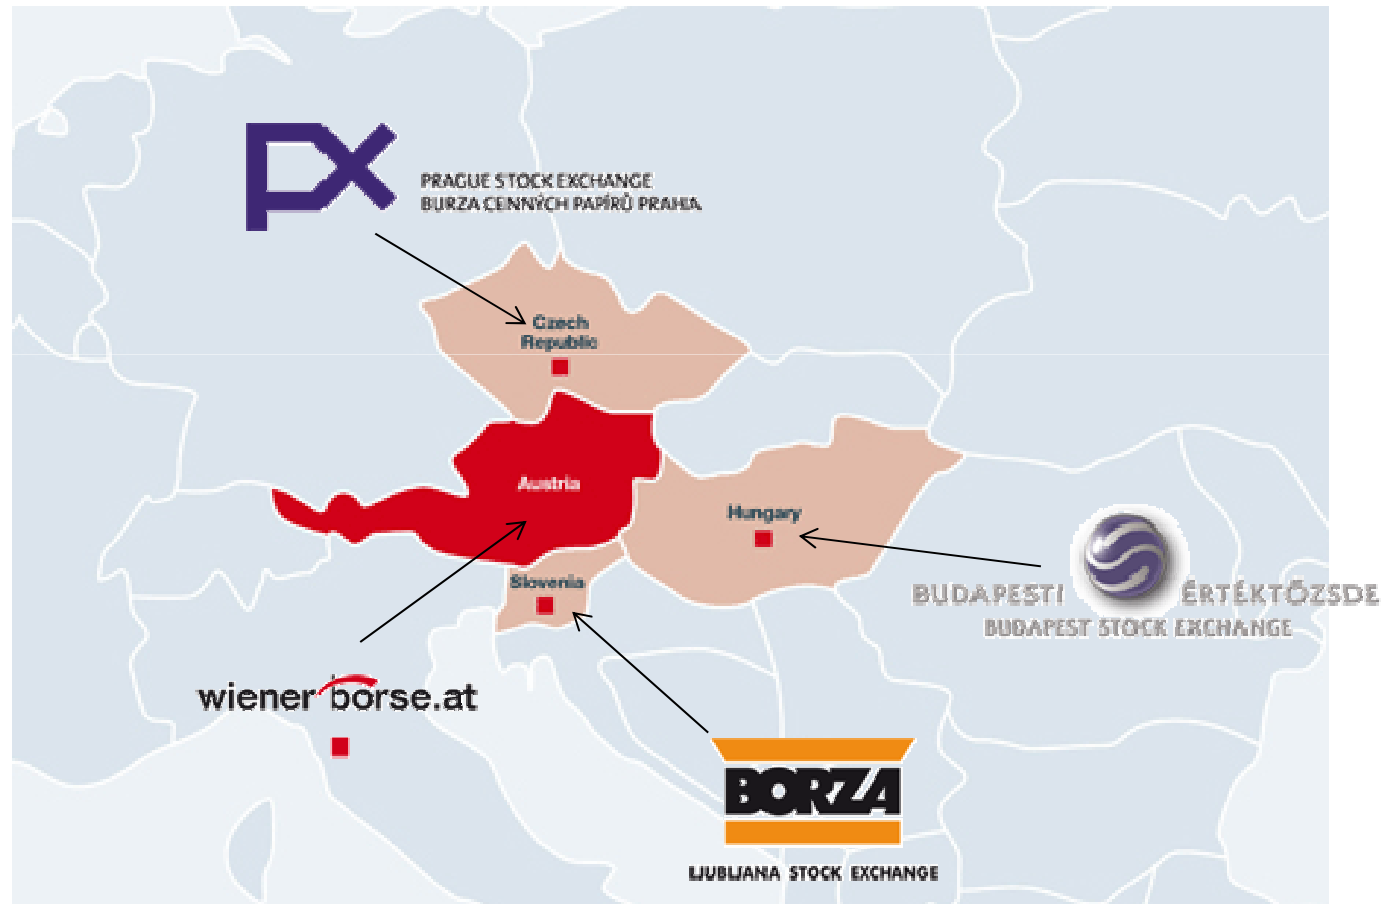 PX
PRAGUE STOCK EXCHANGE
BURZA CENNÝCH PAPÍRŮ PRAHA
Czech
Republic
Austria
Hungary
Slovenia
BUDAPESTI ÉRTÉKTŐZSDE
BUDAPEST STOCK EXCHANGE
wiener börse.at
BORZA
LJUBLJANA STOCK EXCHANGE